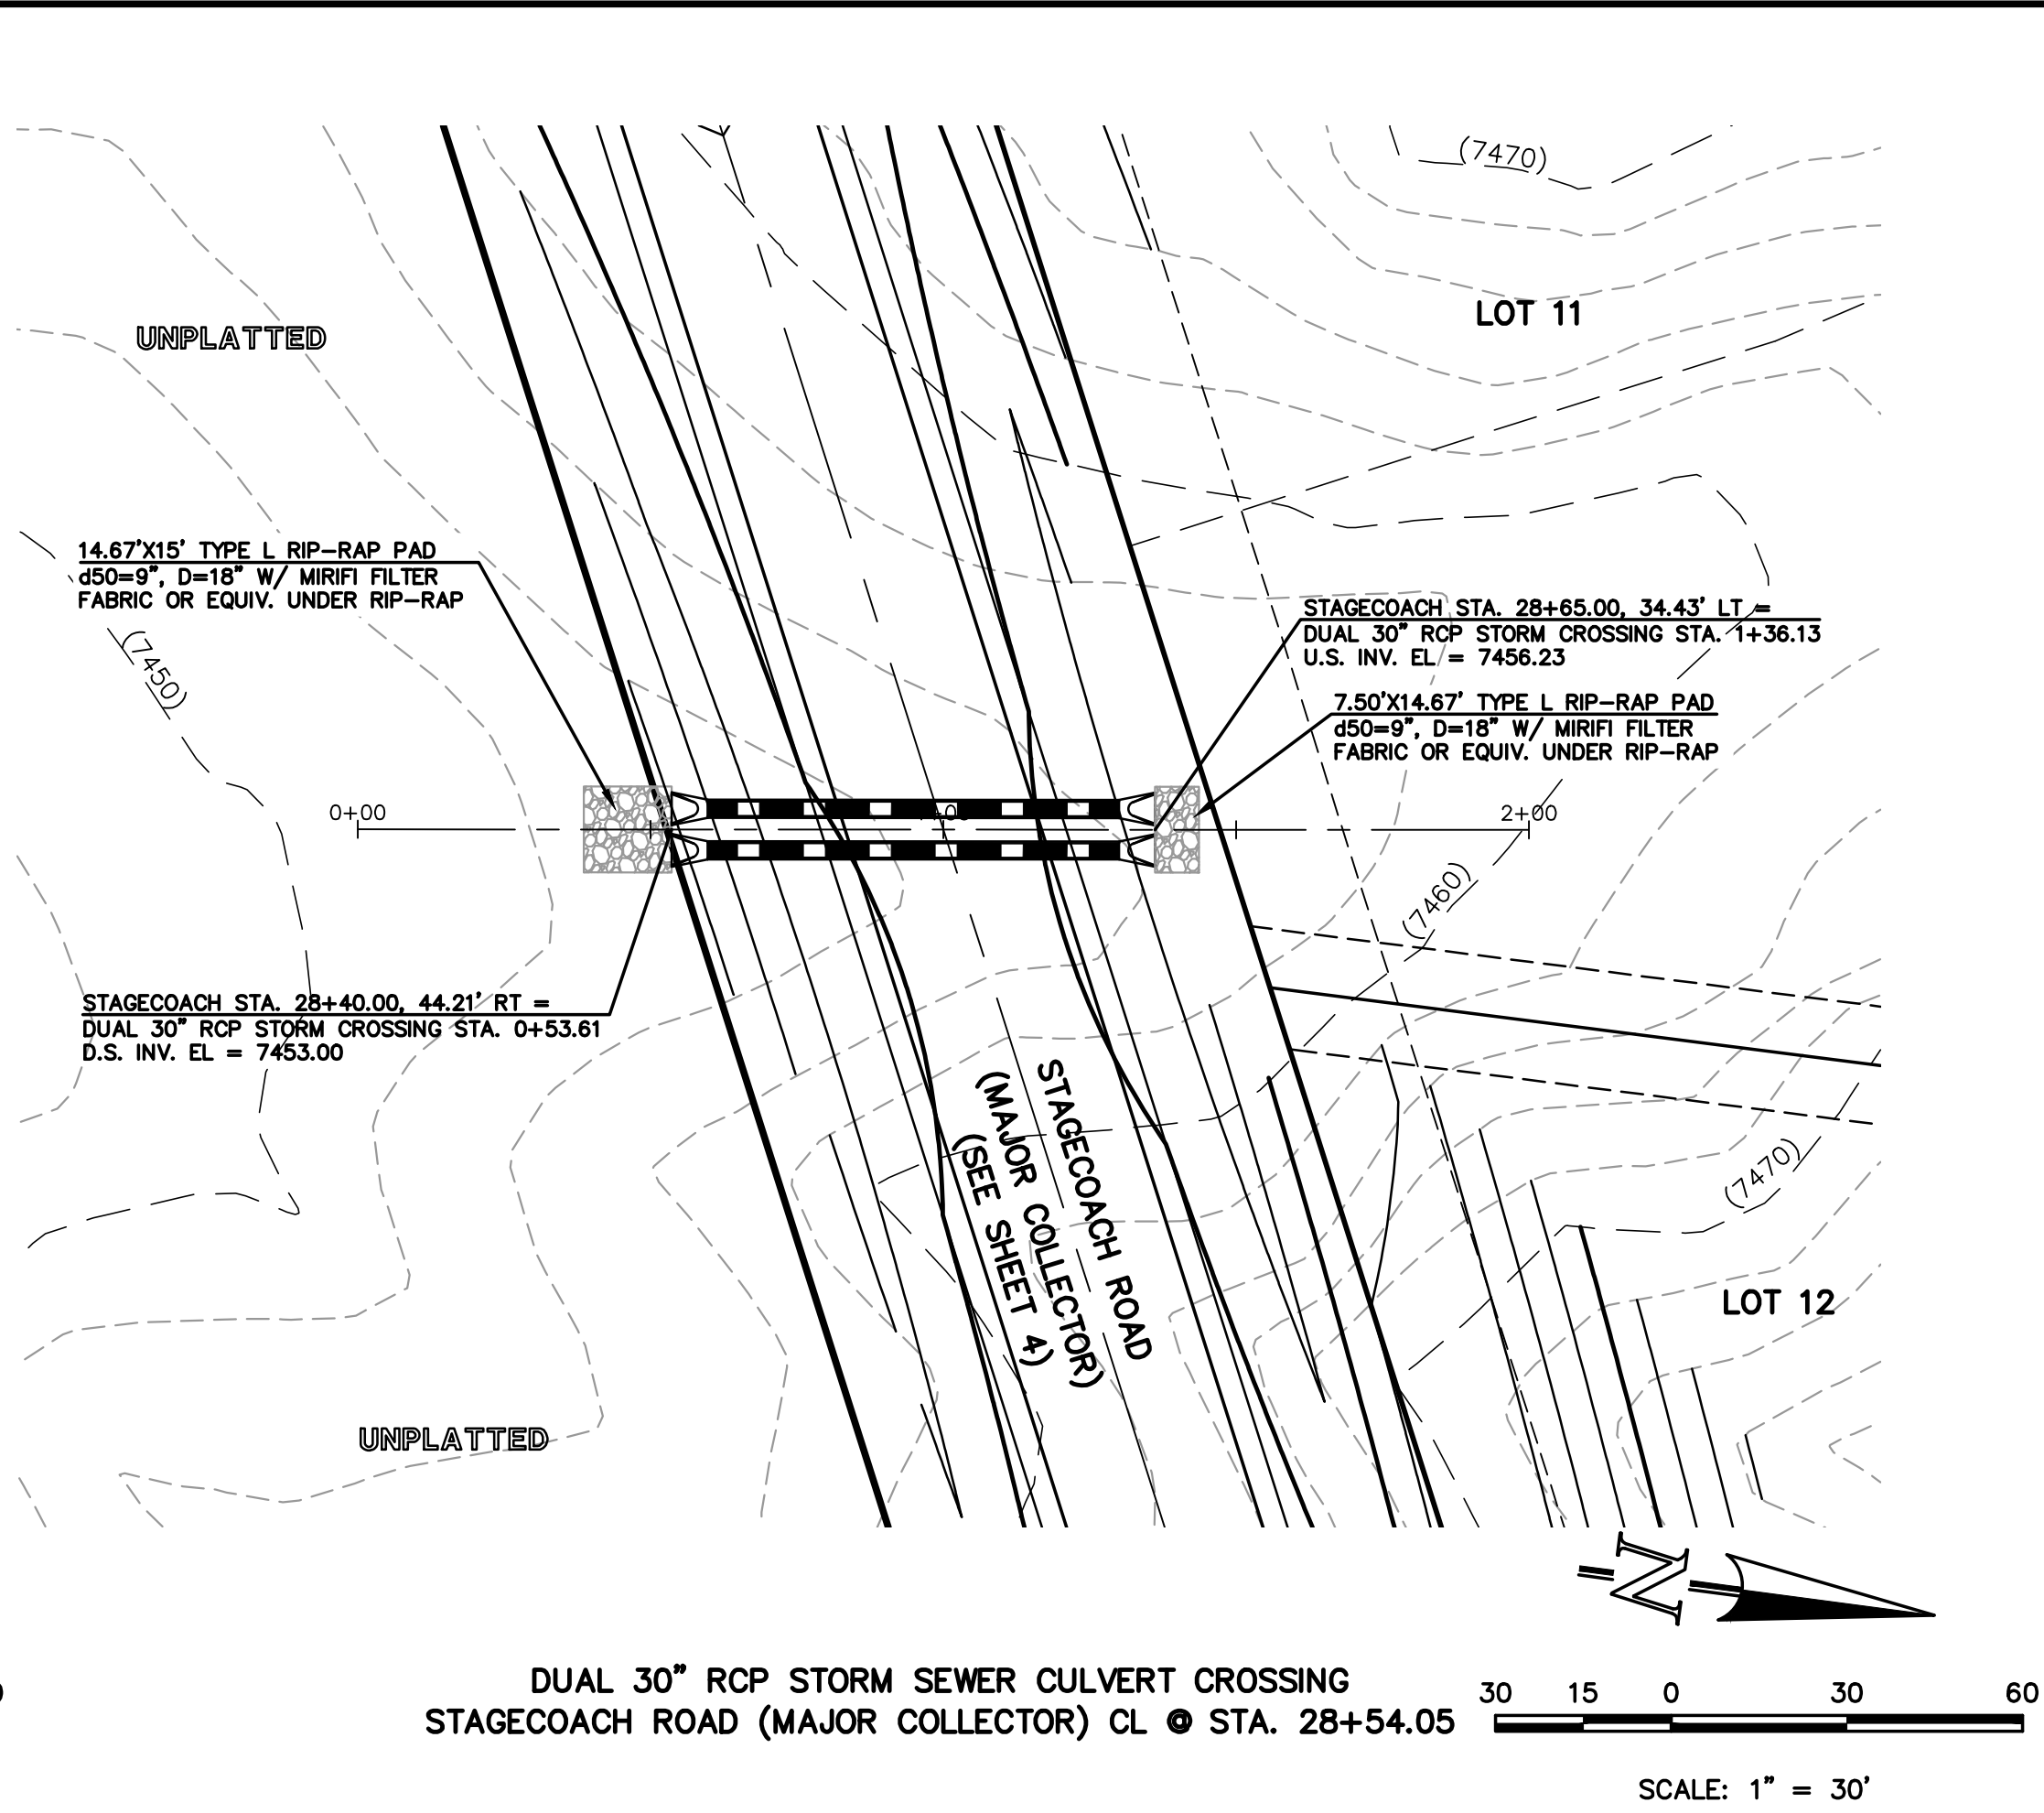 (7470)
LOT 11
UNPLATTED
14.67'X15' TYPE L RIP-RAP PAD
d50=9", D=18" W/ MIRIFI FILTER
FABRIC OR EQUIV. UNDER RIP-RAP
(7450)
STAGECOACH STA. 28+65.00, 34.43' LT =
DUAL 30" RCP STORM CROSSING STA. 1+36.13
U.S. INV. EL = 7456.23
7.50'X14.67' TYPE L RIP-RAP PAD
d50=9", D=18" W/ MIRIFI FILTER
FABRIC OR EQUIV. UNDER RIP-RAP
0+00
2+00
(7460)
STAGECOACH STA. 28+40.00, 44.21' RT =
DUAL 30" RCP STORM CROSSING STA. 0+53.61
D.S. INV. EL = 7453.00
STAGECOACH ROAD
(MAJOR COLLECTOR)
(SEE SHEET 4)
(7470)
LOT 12
UNPLATTED
N
DUAL 30" RCP STORM SEWER CULVERT CROSSING
STAGECOACH ROAD (MAJOR COLLECTOR) CL @ STA. 28+54.05
30 15 0 30 60
SCALE: 1" = 30'